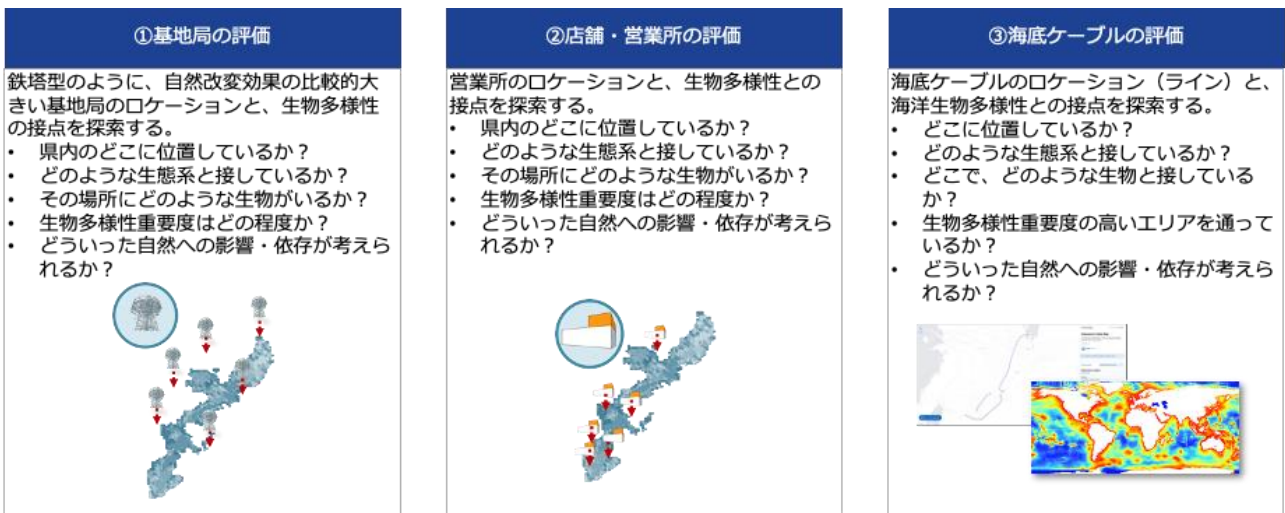 ①基地局の評価
鉄塔型のように、自然改変効果の比較的大
きい基地局のロケーションと、生物多様性
の接点を探索する。
• 県内のどこに位置しているか？
• どのような生態系と接しているか？
• その場所にどのような生物がいるか？
• 生物多様性重要度はどの程度か？
• どういった自然への影響・依存が考えら
れるか？
②店舗・営業所の評価
営業所のロケーションと、生物多様性との
接点を探索する。
• 県内のどこに位置しているか？
• どのような生態系と接しているか？
• その場所にどのような生物がいるか？
• 生物多様性重要度はどの程度か？
• どういった自然への影響・依存が考えら
れるか？
③海底ケーブルの評価
海底ケーブルのロケーション（ライン）と、
海洋生物多様性との接点を探索する。
• どこに位置しているか？
• どのような生態系と接しているか？
• どこで、どのような生物と接している
か？
• 生物多様性重要度の高いエリアを通って
いるか？
• どういった自然への影響・依存が考えら
れるか？